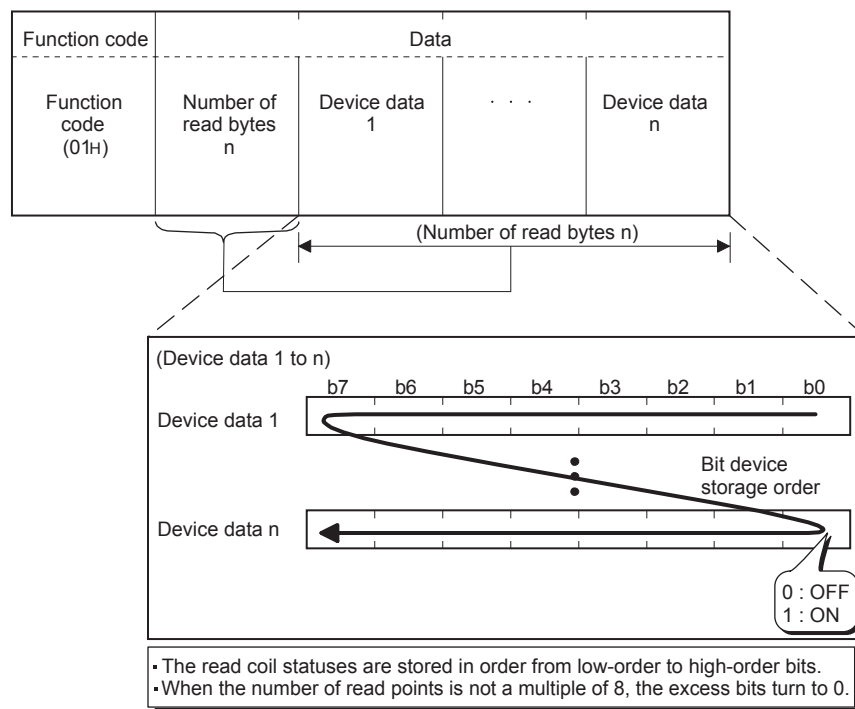 Function code Data
Function code (01H)
Number of read bytes n
Device data 1
· · ·
Device data n
(Number of read bytes n)
(Device data 1 to n)
b7 b6 b5 b4 b3 b2 b1 b0
Device data 1
Bit device
storage order
Device data n
0 : OFF
1 : ON
· The read coil statuses are stored in order from low-order to high-order bits.
· When the number of read points is not a multiple of 8, the excess bits turn to 0.